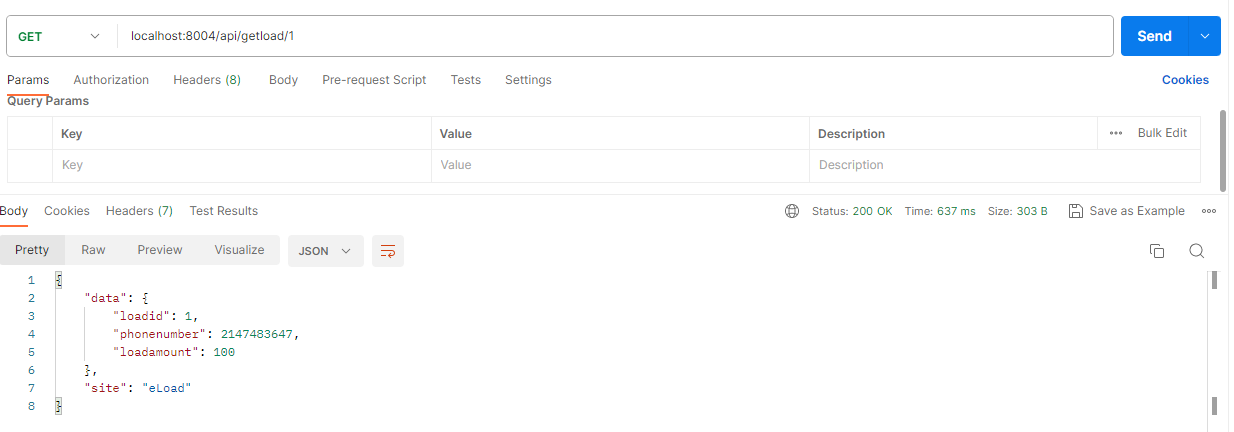 GET localhost:8004/api/getload/1 Send
Params Authorization Headers (8) Body Pre-request Script Tests Settings Cookies
Query Params
Key Value Description ••• Bulk Edit
Key Value Description
Body Cookies Headers (7) Test Results Status: 200 OK Time: 637 ms Size: 303 B Save as Example •••
Pretty Raw Preview Visualize JSON
1 {
2 "data": {
3 "loadid": 1,
4 "phonenumber": 2147483647,
5 "loadamount": 100
6 },
7 "site": "eLoad"
8 }